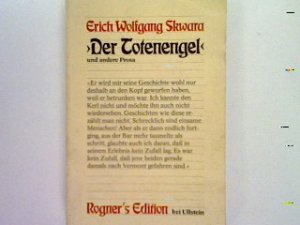 Erich Wolfgang Skwara
›Der Totenengel‹
und andere Prosa
»Er wird mir seine Geschichte wohl nur
deshalb an den Kopf geworfen haben,
weil er betrunken war. Ich kannte den
Kerl nicht und möchte ihn auch nicht
wiedersehen. Geschichten wie diese er-
zählt man nicht. Schrecklich sind einsame
Menschen! Aber als er dann endlich fort-
ging, aus der Bar mehr taumelte als
schritt, glaubte auch ich daran, daß in
seinem Erlebnis kein Zufall lag. Es war
kein Zufall, daß jene beiden gerade
damals nach Vermont gefahren sind.«
Rogner's Edition bei Ullstein